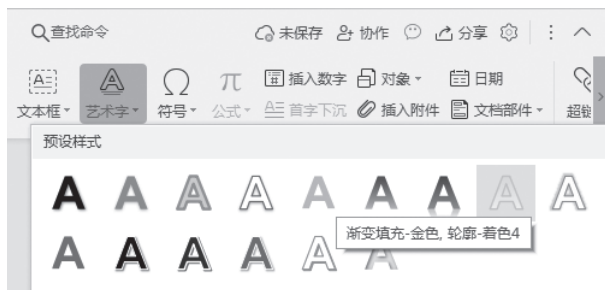 查找命令 未保存 协作 分享
插入数字 对象 日期
文本框 艺术字 符号 公式 首字下沉 插入附件 文档部件 超链
预设样式
A A A A A A A A A
渐变填充-金色, 轮廓-着色4
A A A A A A